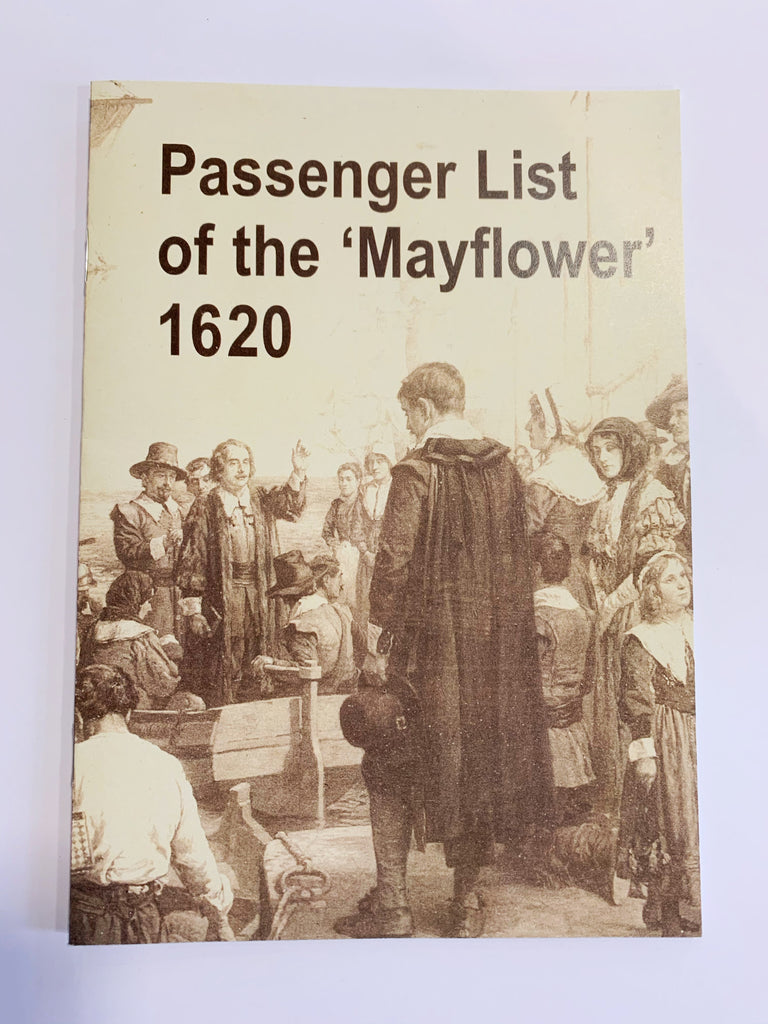 Passenger List
of the ‘Mayflower’
1620